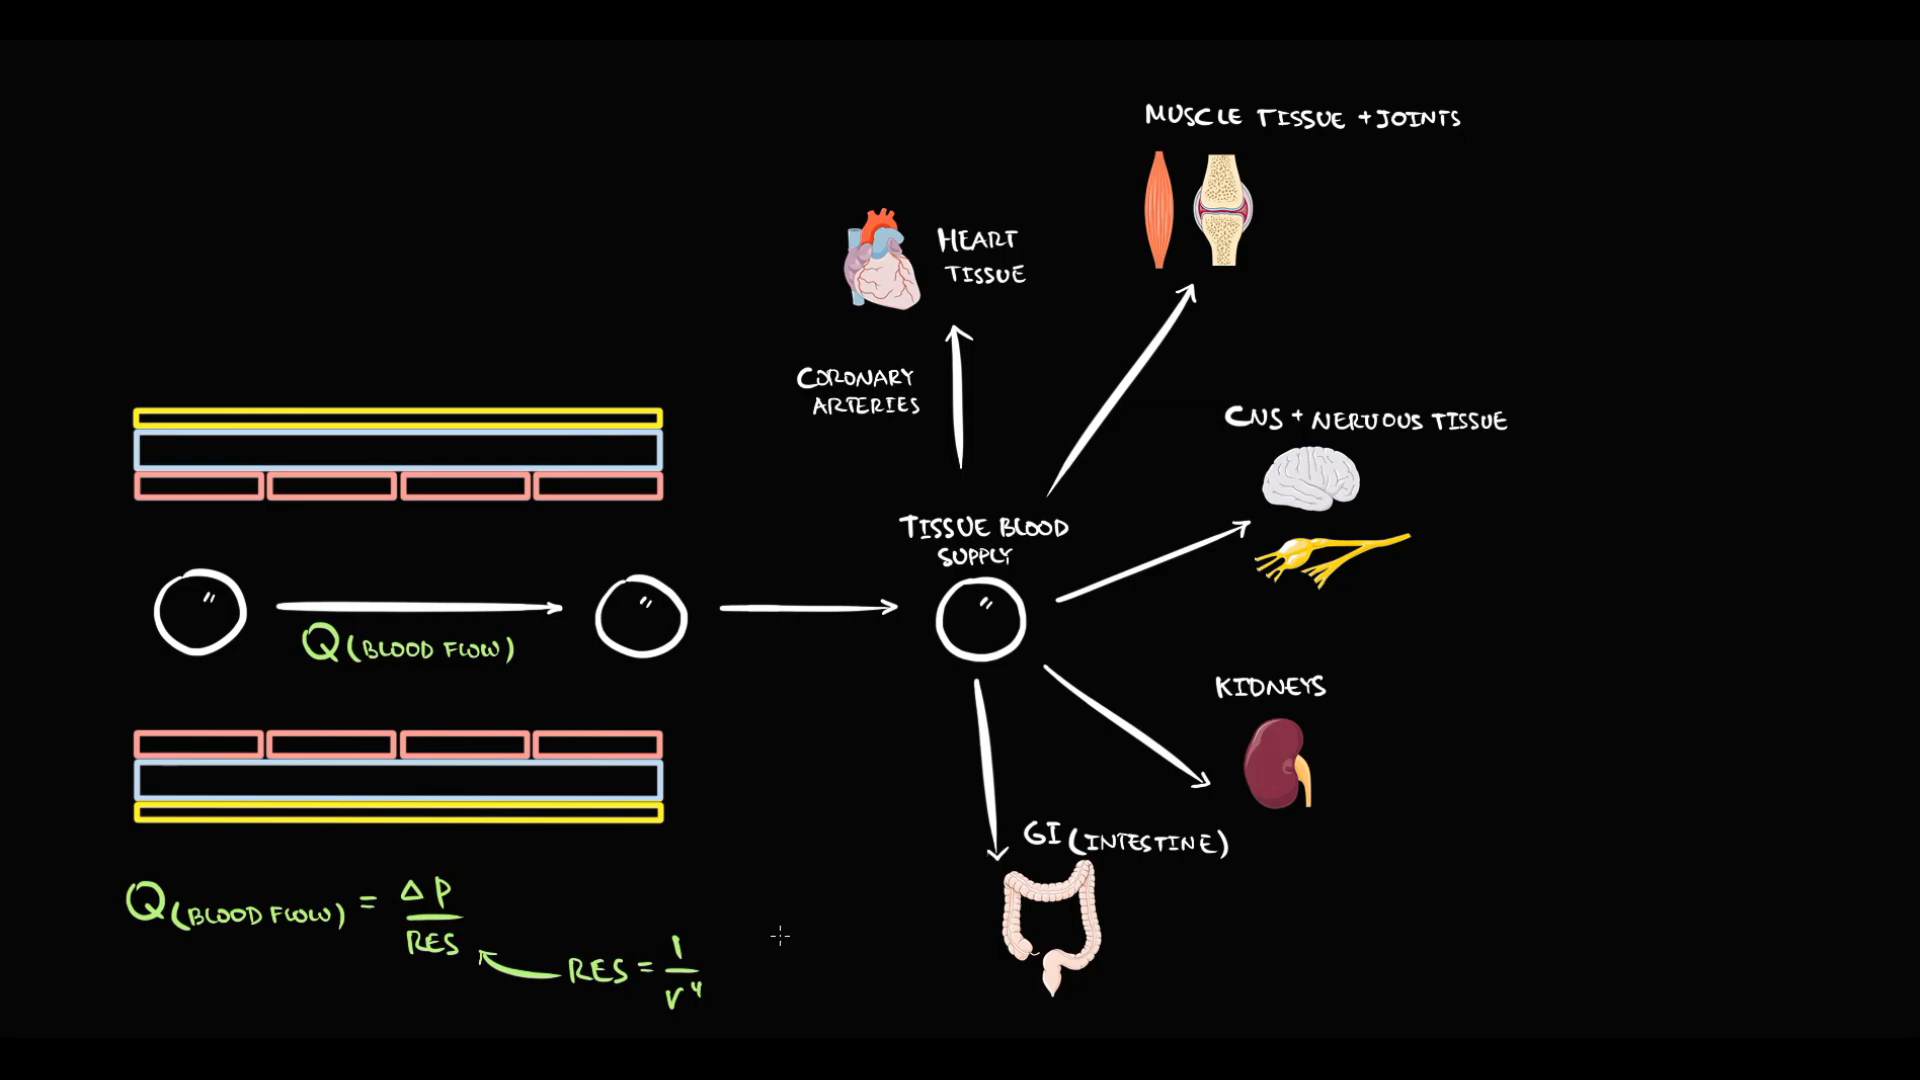 MUSCLE TISSUE + JOINTS
HEART
TISSUE
CORONARY
ARTERIES
CNS + NERVOUS TISSUE
TISSUE BLOOD
SUPPLY
Q (BLOOD FLOW)
KIDNEYS
GI (INTESTINE)
Q (BLOOD FLOW) = ΔP / RES
RES = 1 / r⁴